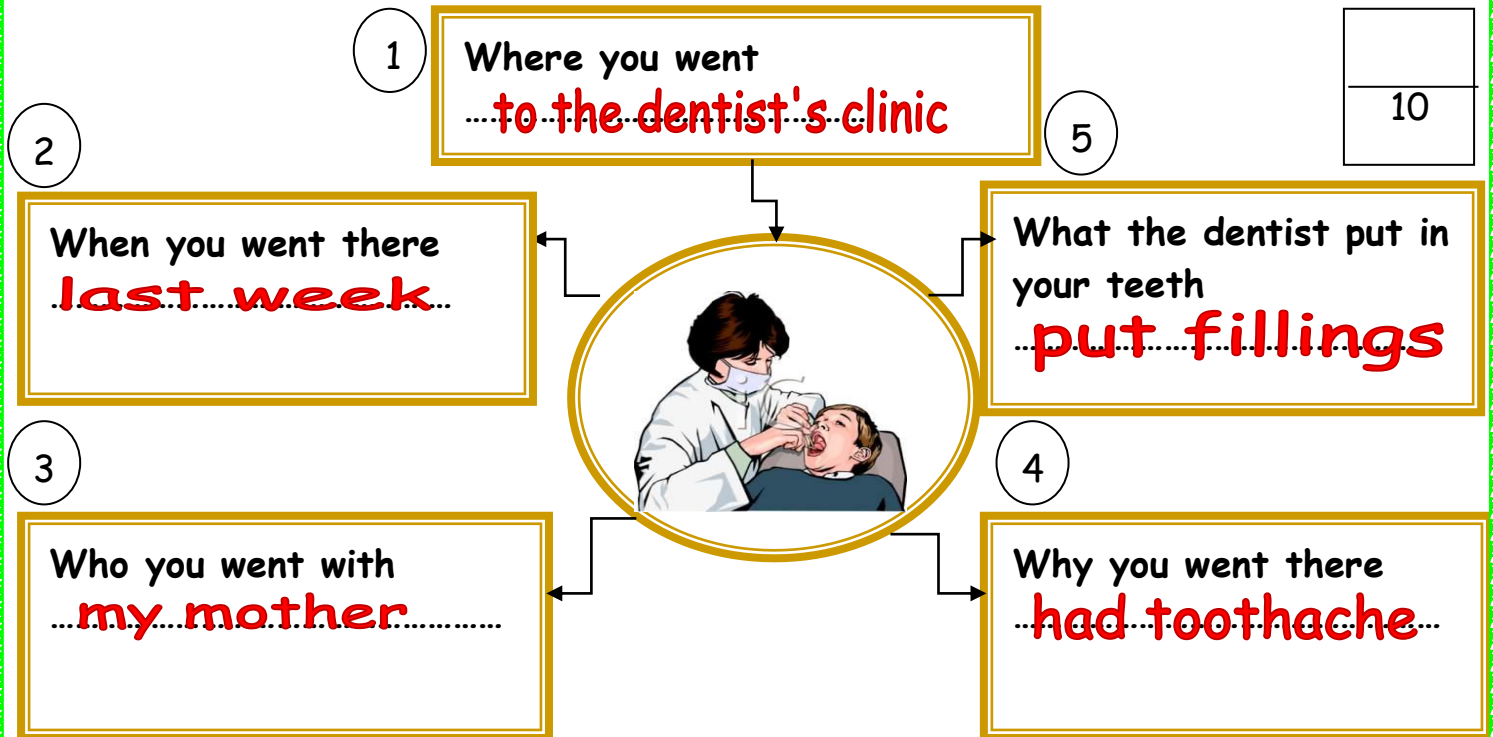 1
Where you went
to the dentist's clinic
10
2
When you went there
last week
3
Who you went with
my mother
4
Why you went there
had toothache
5
What the dentist put in
your teeth
put fillings